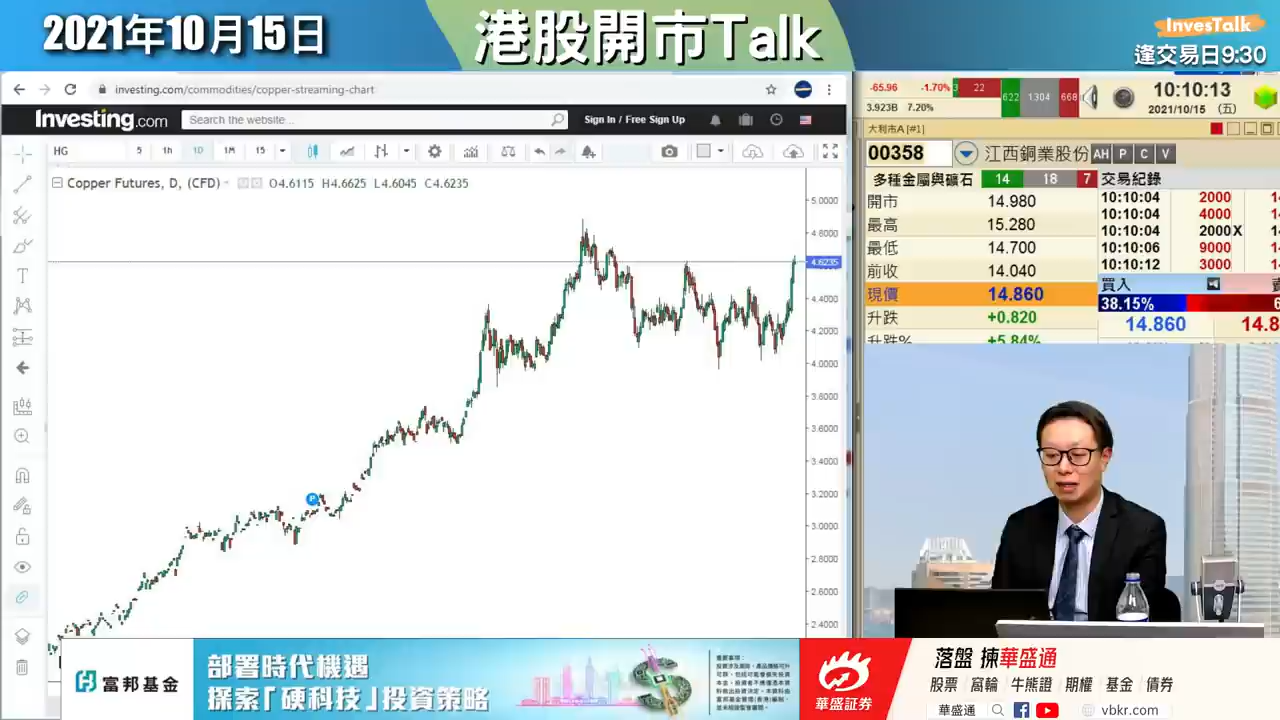 2021年10月15日
港股開市Talk
InvesTalk
逢交易日9:30
investing.com/commodities/copper-streaming-chart
Investing.com
Search the website...
Sign In / Free Sign Up
HG
5
1h
1D
1M
15
Copper Futures, D, (CFD)
O4.6115 H4.6625 L4.6045 C4.6235
5.0000
4.8000
4.6235
4.4000
4.2000
4.0000
3.8000
3.6000
3.4000
3.2000
3.0000
2.8000
2.6000
2.4000
P
-65.96
-1.70%
3
22
3.923B
7.20%
622
1304
668
10:10:13
2021/10/15 (五)
大利市A [#1]
00358
江西銅業股份
AH P C V
多種金屬與礦石
14
18
7
交易紀錄
開市 14.980
最高 15.280
最低 14.700
前收 14.040
現價 14.860
升跌 +0.820
升跌% +5.84%
10:10:04 2000
10:10:04 4000
10:10:04 2000X
10:10:06 9000
10:10:12 3000
買入
38.15%
14.860
14.8
富邦基金
部署時代機遇
探索「硬科技」投資策略
重要事項：
華盛証券
落盤 揀華盛通
股票 窩輪 牛熊證 期權 基金 債券
華盛通
vbkr.com